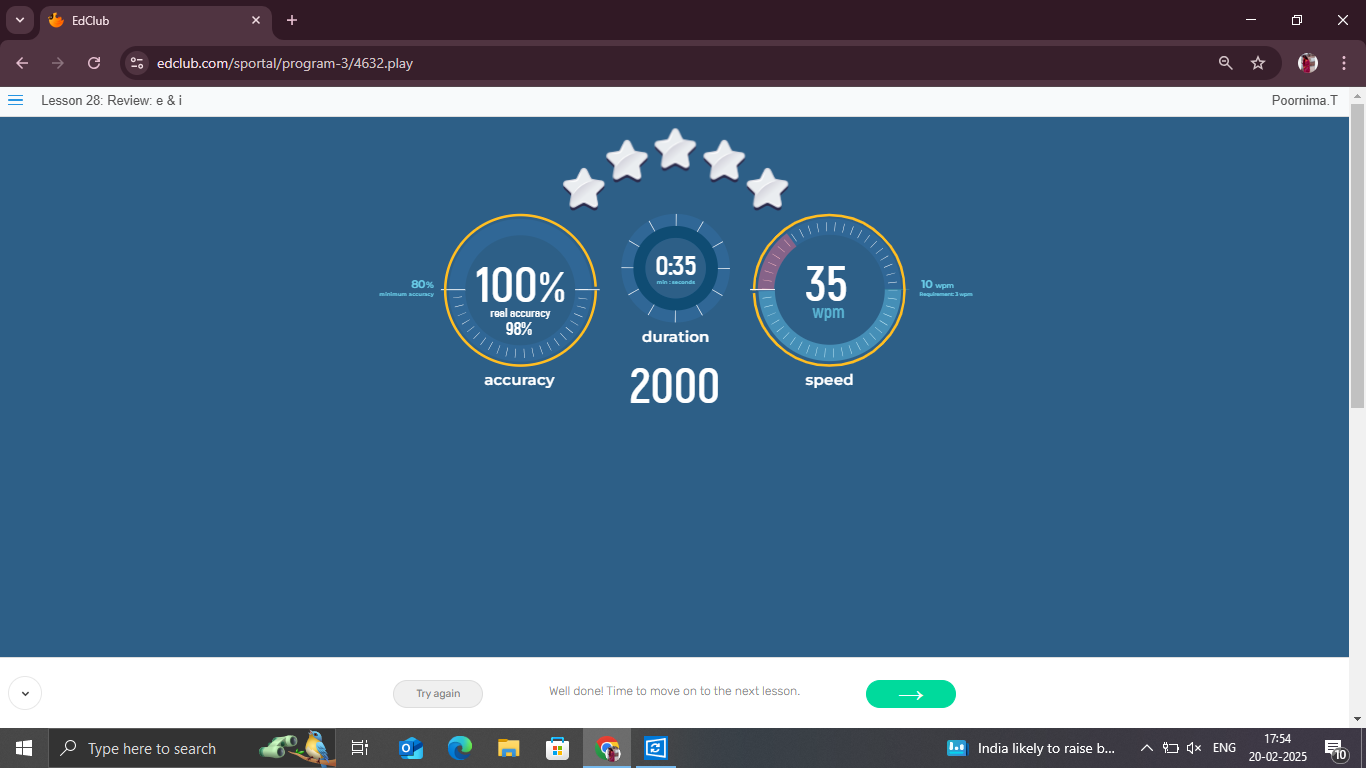 EdClub
edclub.com/sportal/program-3/4632.play
Lesson 28: Review: e & i
Poornima.T
100%
real accuracy
98%
80%
minimum accuracy
accuracy
0:35
min : seconds
duration
2000
35
wpm
10 wpm
Requirement: 3 wpm
speed
Try again
Well done! Time to move on to the next lesson.
Type here to search
India likely to raise b...
ENG
17:54
20-02-2025
10